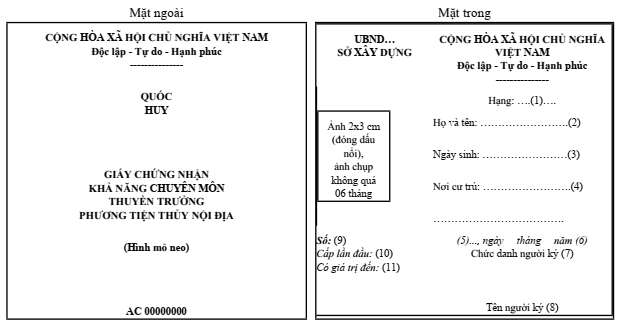 Mặt ngoài
CỘNG HÒA XÃ HỘI CHỦ NGHĨA VIỆT NAM
Độc lập - Tự do - Hạnh phúc
---------------
QUỐC
HUY
GIẤY CHỨNG NHẬN
KHẢ NĂNG CHUYÊN MÔN
THUYỀN TRƯỞNG
PHƯƠNG TIỆN THỦY NỘI ĐỊA
(Hình mỏ neo)
AC 00000000
Mặt trong
UBND…
SỞ XÂY DỰNG
Ảnh 2x3 cm
(đóng dấu
nổi),
ảnh chụp
không quá
06 tháng
Số: (9)
Cấp lần đầu: (10)
Có giá trị đến: (11)
CỘNG HÒA XÃ HỘI CHỦ NGHĨA
VIỆT NAM
Độc lập - Tự do - Hạnh phúc
---------------
Hạng: ….(1)….
Họ và tên: ……………………..(2)
Ngày sinh: …………………….(3)
Nơi cư trú: ……………………..(4)
……………………………….
(5)..., ngày tháng năm (6)
Chức danh người ký (7)
Tên người ký (8)